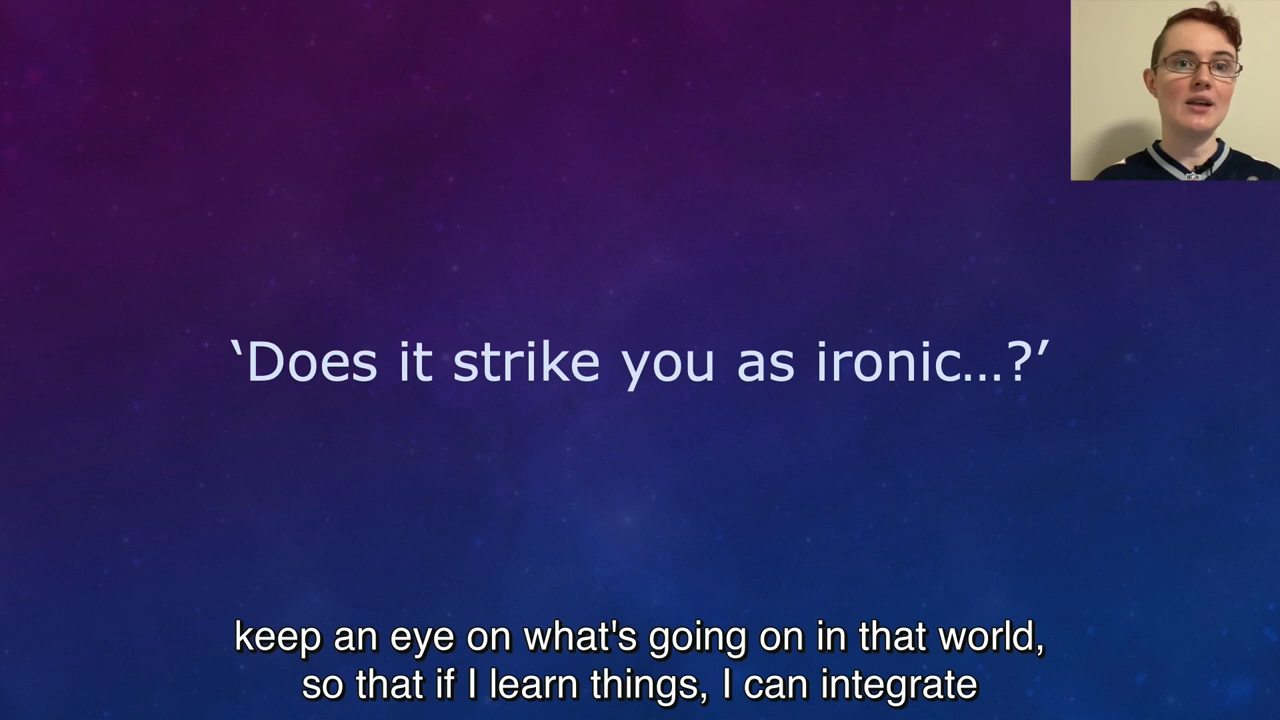 ‘Does it strike you as ironic…?’
keep an eye on what's going on in that world,
so that if I learn things, I can integrate